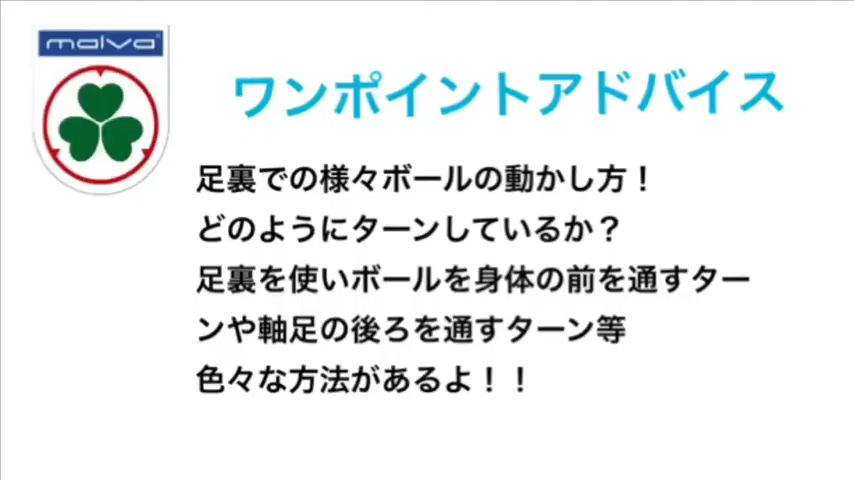 malva
ワンポイントアドバイス
足裏での様々ボールの動かし方！
どのようにターンしているか？
足裏を使いボールを身体の前を通すター
ンや軸足の後ろを通すターン等
色々な方法があるよ！！